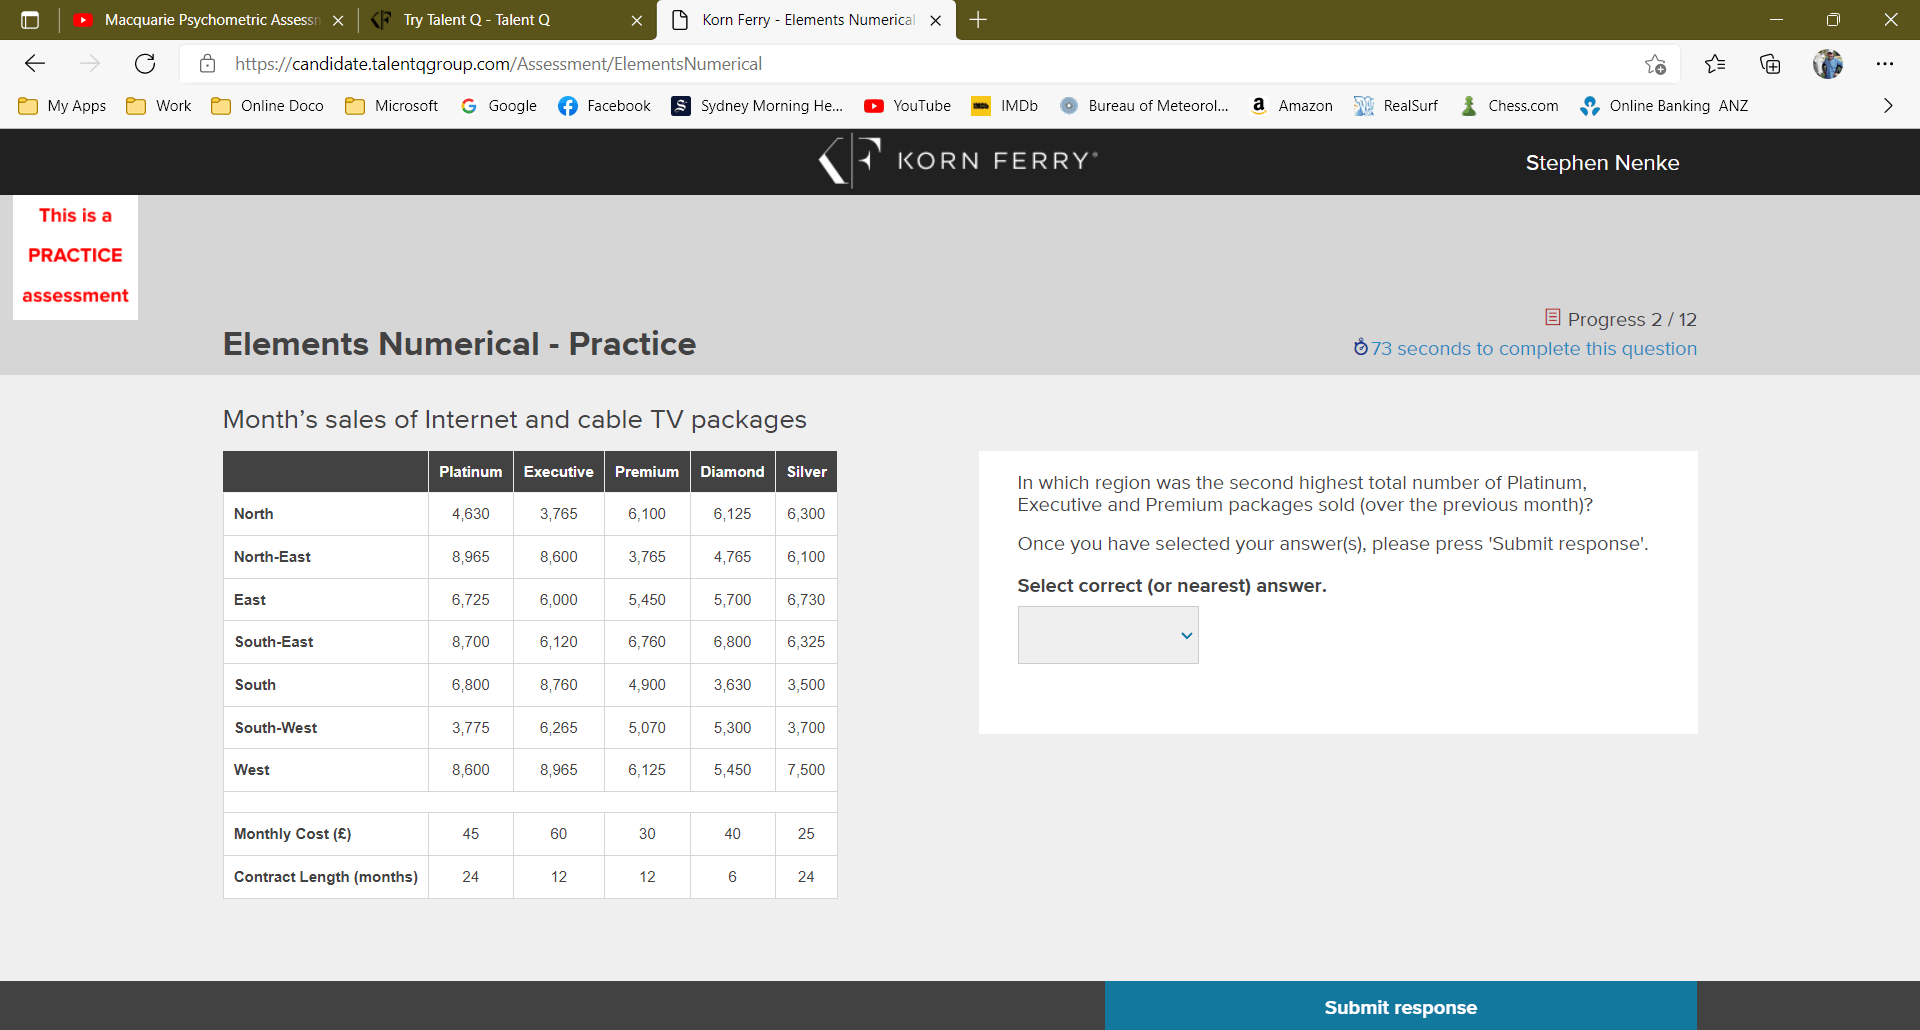 Macquarie Psychometric Assessm
Try Talent Q - Talent Q
Korn Ferry - Elements Numerical
https://candidate.talentqgroup.com/Assessment/ElementsNumerical
My Apps Work Online Doco Microsoft Google Facebook Sydney Morning He... YouTube IMDb Bureau of Meteorol... Amazon RealSurf Chess.com Online Banking ANZ
KORN FERRY
Stephen Nenke
This is a
PRACTICE
assessment
Progress 2 / 12
Elements Numerical - Practice
73 seconds to complete this question
Month’s sales of Internet and cable TV packages
Platinum Executive Premium Diamond Silver
North 4,630 3,765 6,100 6,125 6,300
North-East 8,965 8,600 3,765 4,765 6,100
East 6,725 6,000 5,450 5,700 6,730
South-East 8,700 6,120 6,760 6,800 6,325
South 6,800 8,760 4,900 3,630 3,500
South-West 3,775 6,265 5,070 5,300 3,700
West 8,600 8,965 6,125 5,450 7,500
Monthly Cost (£) 45 60 30 40 25
Contract Length (months) 24 12 12 6 24
In which region was the second highest total number of Platinum,
Executive and Premium packages sold (over the previous month)?
Once you have selected your answer(s), please press 'Submit response'.
Select correct (or nearest) answer.
Submit response